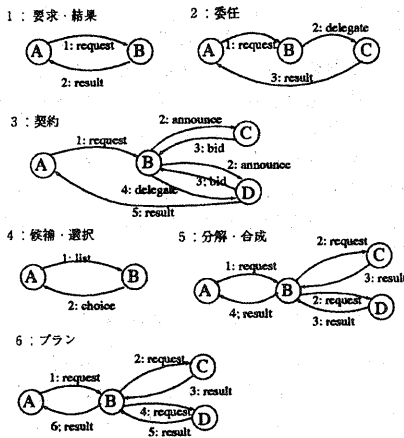 1：要求・結果
A
1: request
B
2: result
2：委任
A
1: request
B
2: delegate
C
3: result
3：契約
A
1: request
B
2: announce
C
3: bid
2: announce
3: bid
4: delegate
D
5: result
4：候補・選択
A
1: list
B
2: choice
5：分解・合成
A
1: request
B
2: request
C
3: result
2: request
D
3: result
4; result
6：プラン
A
1: request
B
2: request
C
3: result
4: request
D
5: result
6; result